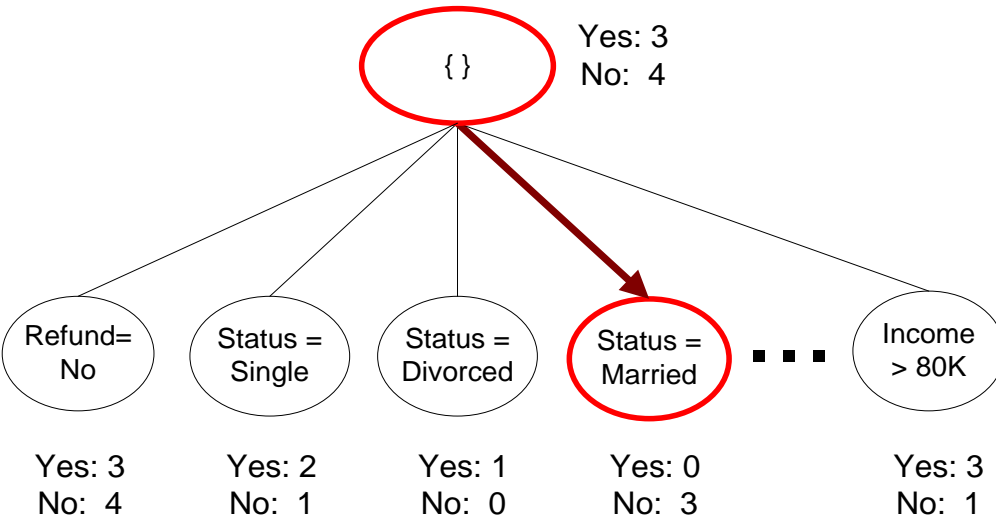 { }
Yes: 3
No: 4
Refund=
No
Status =
Single
Status =
Divorced
Status =
Married
Income
> 80K
Yes: 3
No: 4
Yes: 2
No: 1
Yes: 1
No: 0
Yes: 0
No: 3
Yes: 3
No: 1